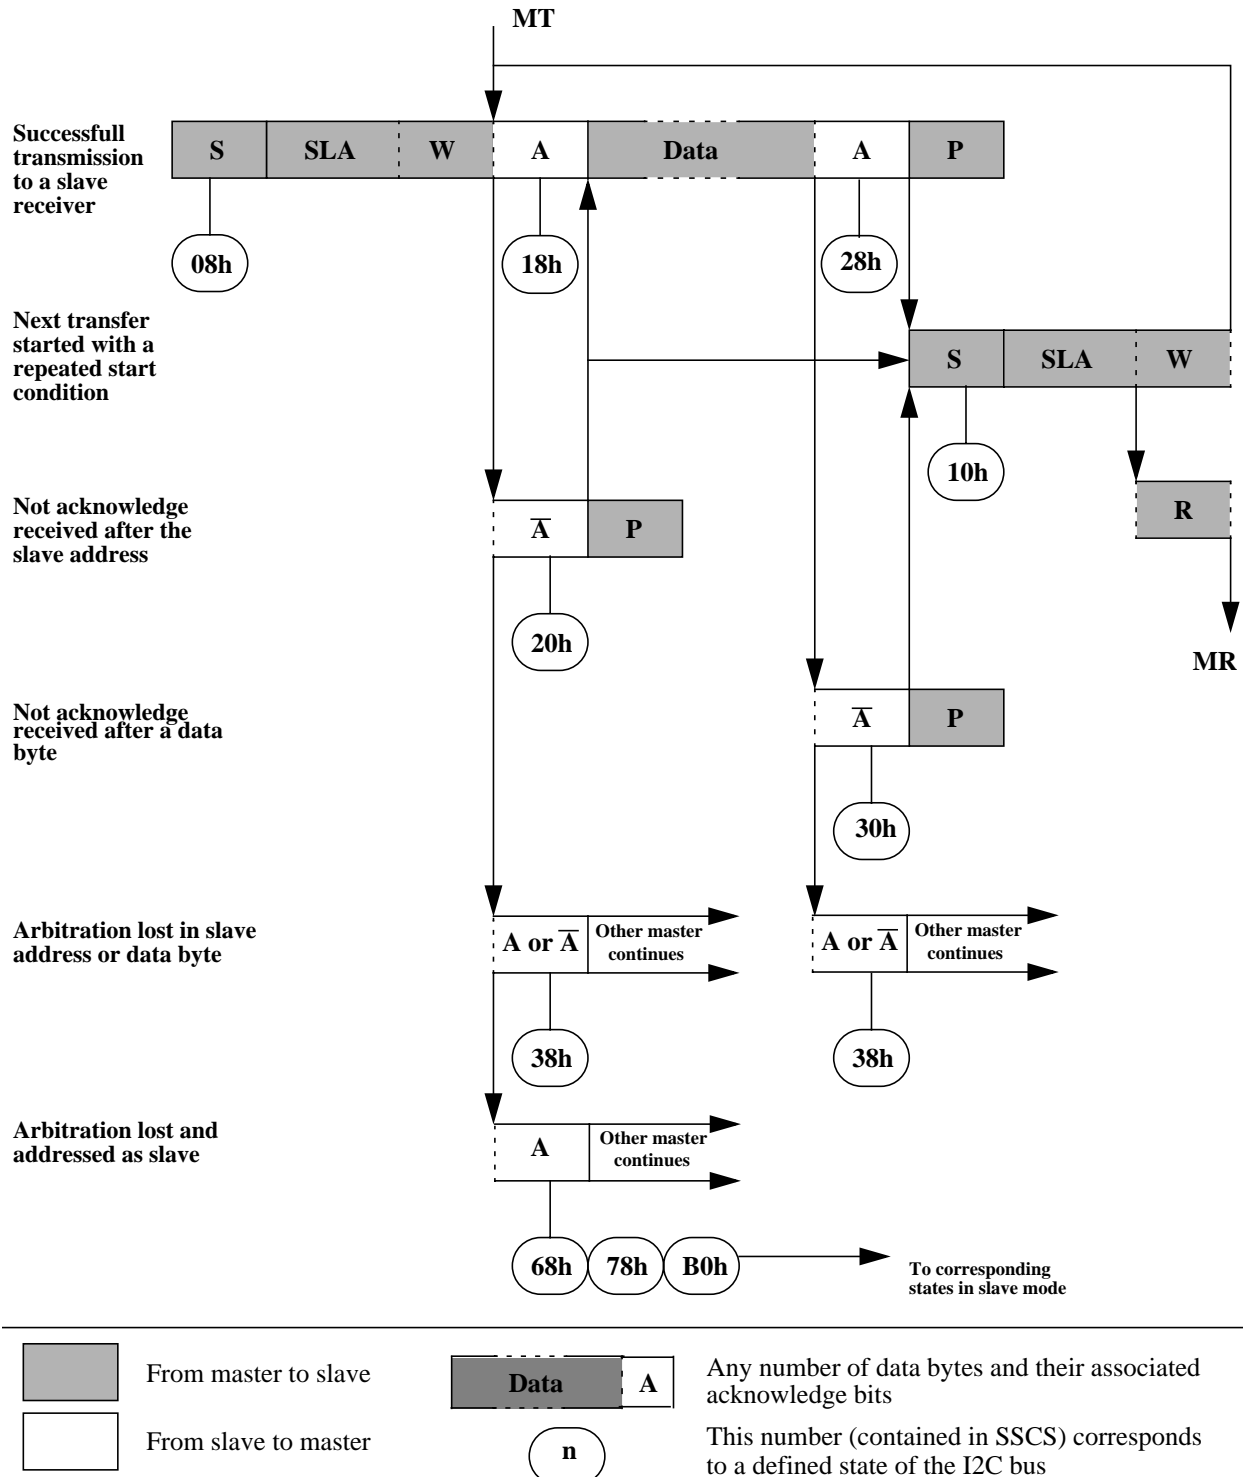 MT
Successfull
transmission
to a slave
receiver
S SLA W A Data A P
08h 18h 28h
Next transfer
started with a
repeated start
condition
S SLA W
10h
Not acknowledge
received after the
slave address
A̅ P
R
20h
MR
Not acknowledge
received after a data
byte
A̅ P
30h
Arbitration lost in slave
address or data byte
A or A̅ Other master
continues
A or A̅ Other master
continues
38h 38h
Arbitration lost and
addressed as slave
A Other master
continues
68h 78h B0h
To corresponding
states in slave mode
From master to slave
Data A
Any number of data bytes and their associated
acknowledge bits
From slave to master
n
This number (contained in SSCS) corresponds
to a defined state of the I2C bus